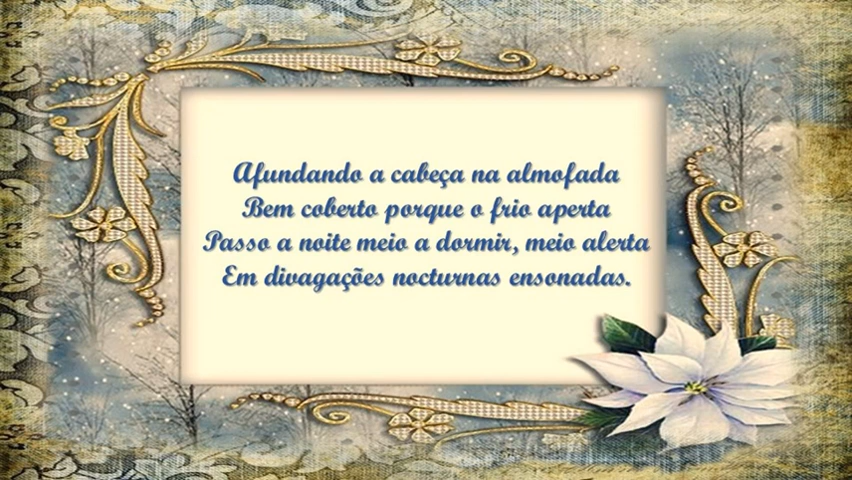 Afundando a cabeça na almofada
Bem coberto porque o frio aperta
Passo a noite meio a dormir, meio alerta
Em divagações nocturnas ensonadas.